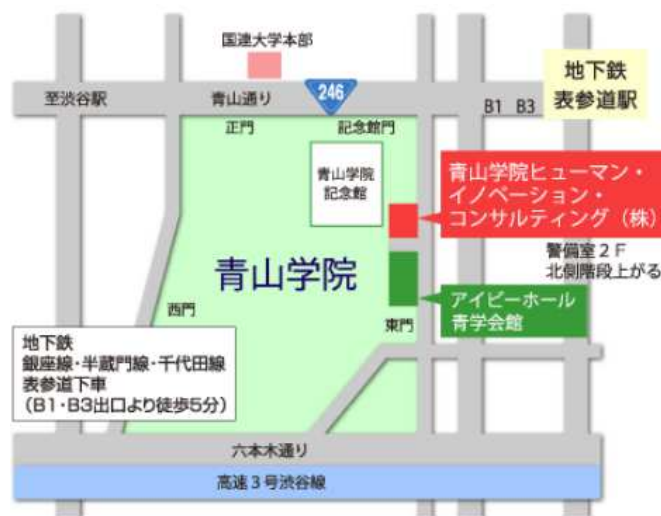 国連大学本部
地下鉄
表参道駅
至渋谷駅
青山通り
246
B1 B3
正門
記念館門
青山学院
記念館
青山学院ヒューマン・
イノベーション・
コンサルティング（株）
警備室２Ｆ
北側階段上がる
青山学院
アイビーホール
青学会館
西門
東門
地下鉄
銀座線・半蔵門線・千代田線
表参道下車
（B1・B3出口より徒歩5分）
六本木通り
高速３号渋谷線